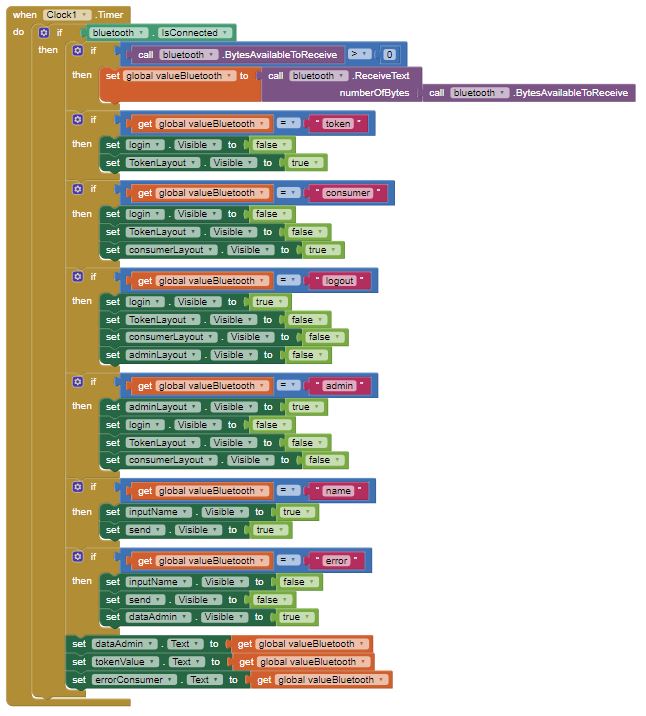 when Clock1 .Timer
do if bluetooth . IsConnected
then if call bluetooth .BytesAvailableToReceive > 0
then set global valueBluetooth to call bluetooth .ReceiveText
numberOfBytes call bluetooth .BytesAvailableToReceive
if get global valueBluetooth = " token "
then set login . Visible to false
set TokenLayout . Visible to true
if get global valueBluetooth = " consumer "
then set login . Visible to false
set TokenLayout . Visible to false
set consumerLayout . Visible to true
if get global valueBluetooth = " logout "
then set login . Visible to true
set TokenLayout . Visible to false
set consumerLayout . Visible to false
set adminLayout . Visible to false
if get global valueBluetooth = " admin "
then set adminLayout . Visible to true
set login . Visible to false
set TokenLayout . Visible to false
set consumerLayout . Visible to false
if get global valueBluetooth = " name "
then set inputName . Visible to true
set send . Visible to true
if get global valueBluetooth = " error "
then set inputName . Visible to false
set send . Visible to false
set dataAdmin . Visible to true
set dataAdmin . Text to get global valueBluetooth
set tokenValue . Text to get global valueBluetooth
set errorConsumer . Text to get global valueBluetooth